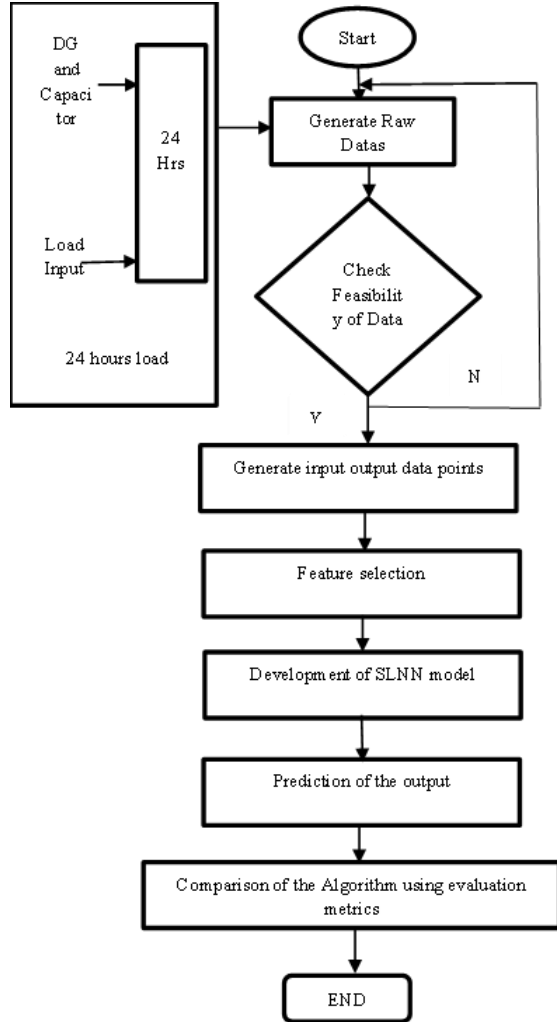 DG
and
Capaci
tor
24
Hrs
Load
Input
24 hours load
Start
Generate Raw
Datas
Check
Feasibilit
y of Data
N
Y
Generate input output data points
Feature selection
Development of SLNN model
Prediction of the output
Comparison of the Algorithm using evaluation
metrics
END